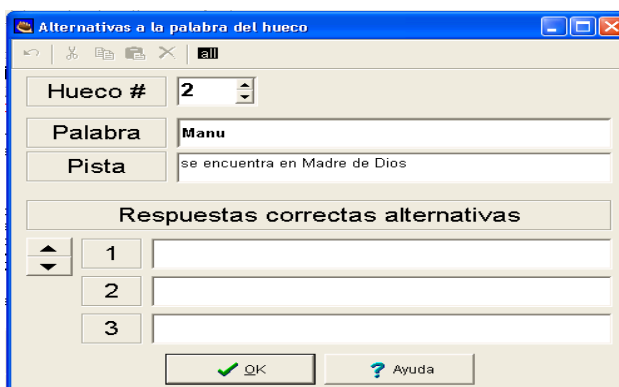 Alternativas a la palabra del hueco
all
Hueco # 2
Palabra Manu
Pista se encuentra en Madre de Dios
Respuestas correctas alternativas
1
2
3
OK ? Ayuda